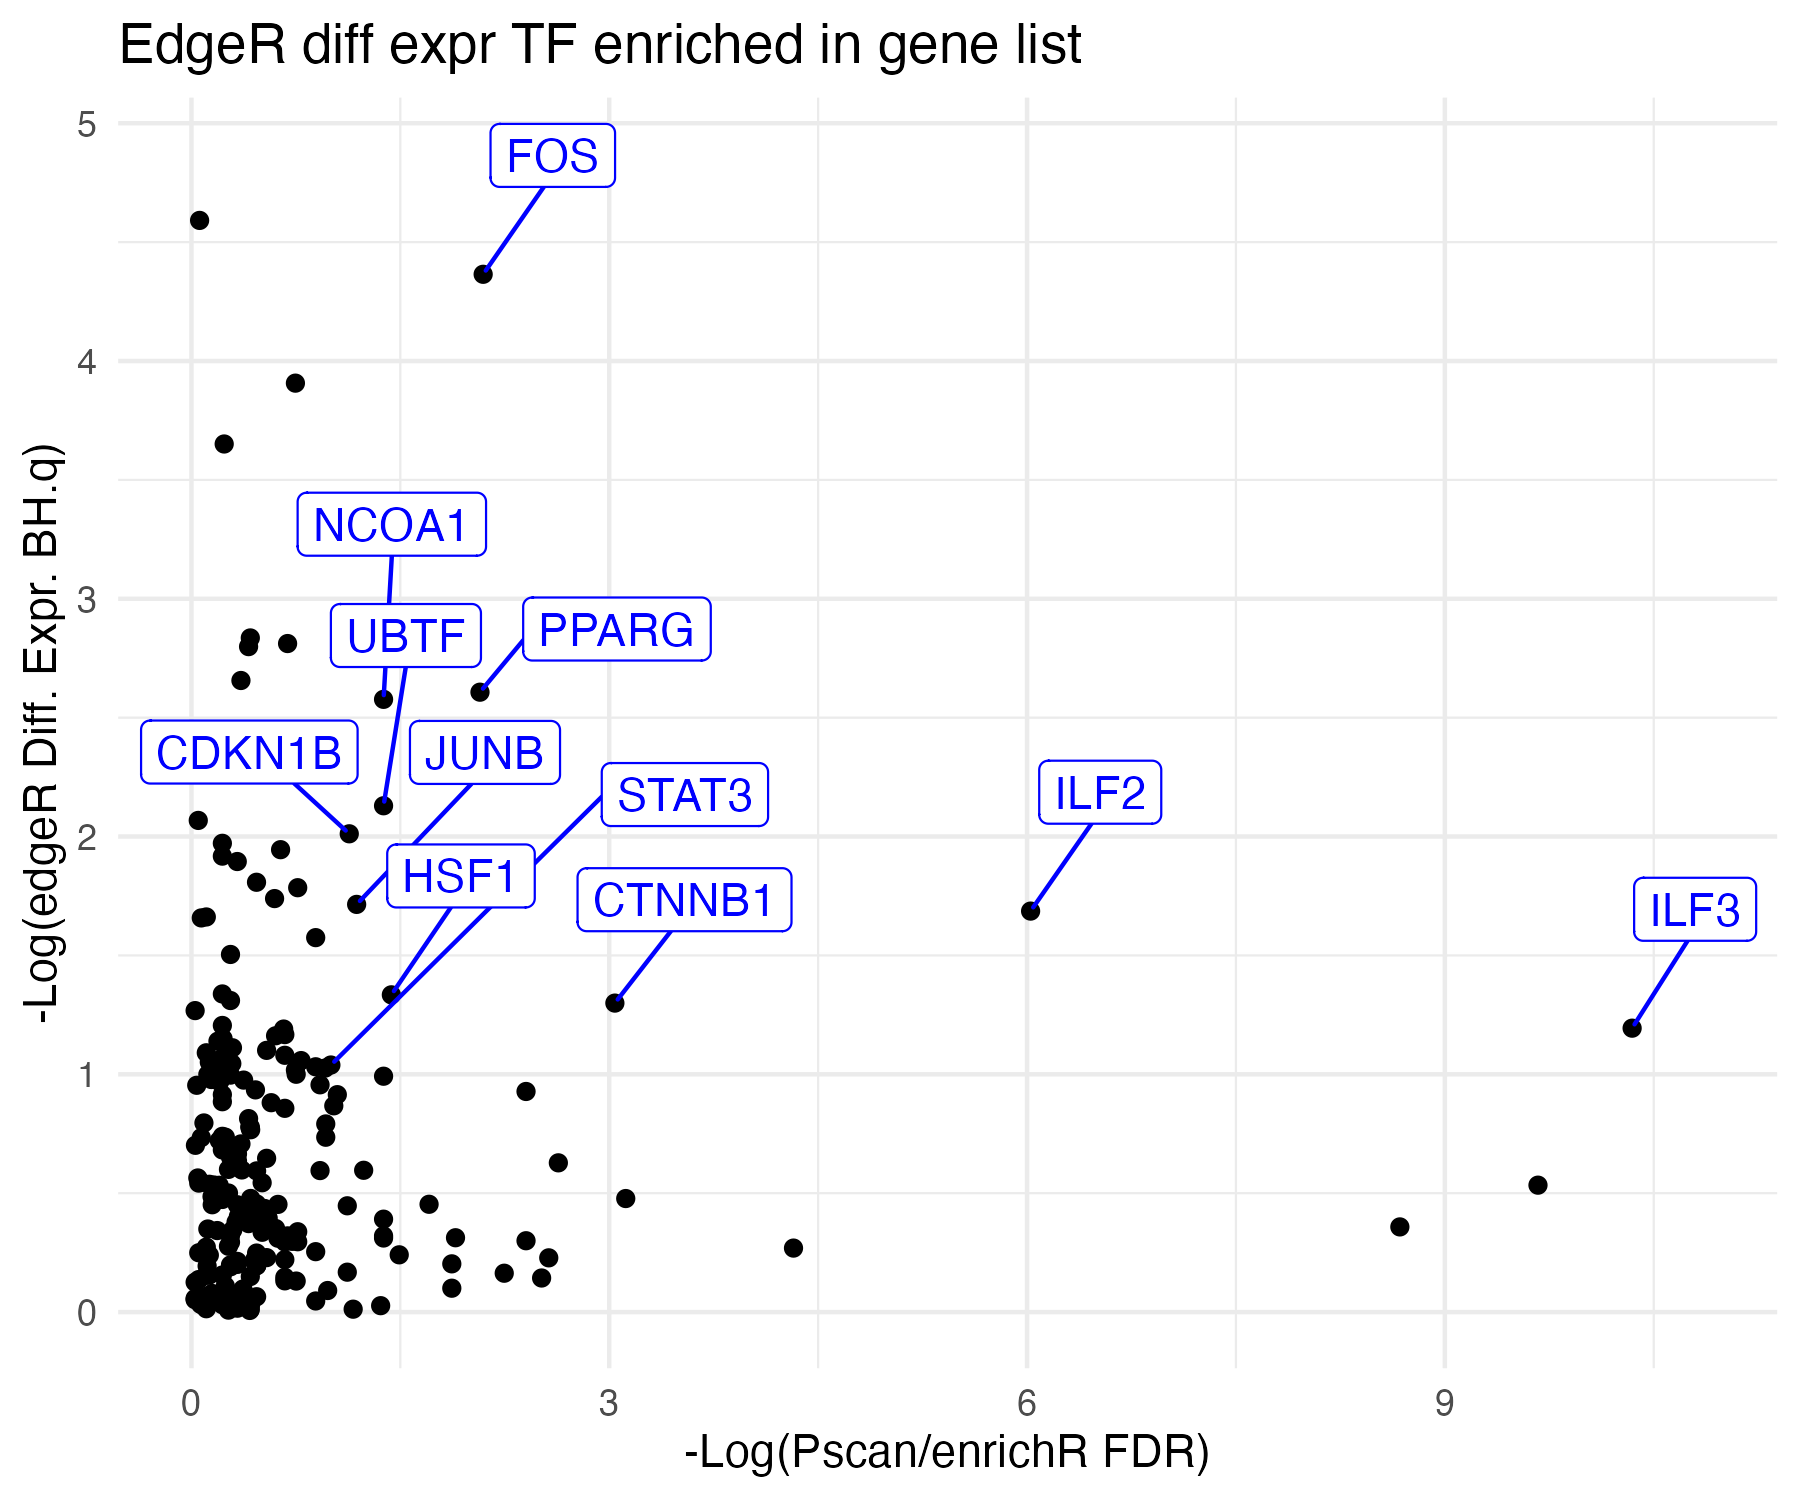 EdgeR diff expr TF enriched in gene list
-Log(edgeR Diff. Expr. BH.q)
5
4
3
2
1
0
FOS
NCOA1
UBTF
PPARG
CDKN1B
JUNB
STAT3
ILF2
HSF1
CTNNB1
ILF3
0
3
6
9
-Log(Pscan/enrichR FDR)